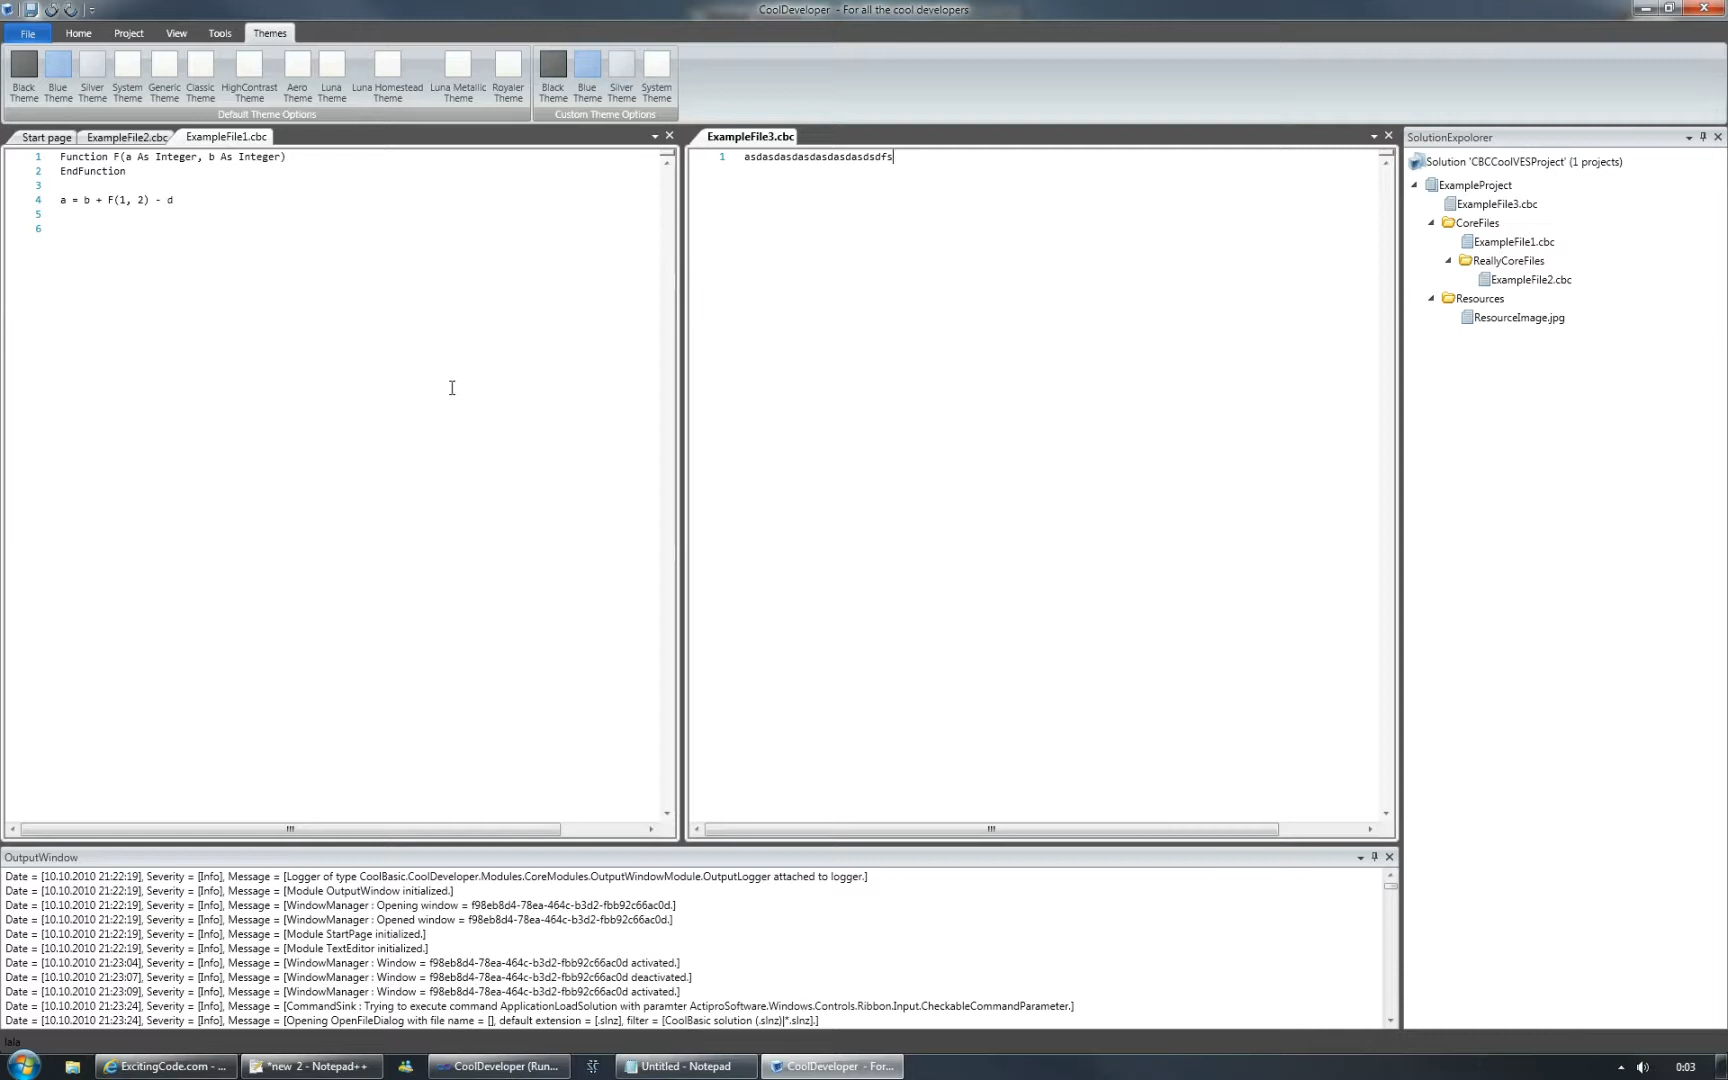 CoolDeveloper - For all the cool developers
File Home Project View Tools Themes
Black Theme
Blue Theme
Silver Theme
System Theme
Generic Theme
Classic Theme
HighContrast Theme
Aero Theme
Luna Theme
Luna Homestead Theme
Luna Metallic Theme
Royaler Theme
Default Theme Options
Black Theme
Blue Theme
Silver Theme
System Theme
Custom Theme Options
Start page ExampleFile2.cbc ExampleFile1.cbc
1 Function F(a As Integer, b As Integer)
2 EndFunction
3
4 a = b + F(1, 2) - d
5
6
ExampleFile3.cbc
1 asdasdasdasdasdasdasdsdfs
SolutionExpolorer
Solution 'CBCCoolVESProject' (1 projects)
ExampleProject
ExampleFile3.cbc
CoreFiles
ExampleFile1.cbc
ReallyCoreFiles
ExampleFile2.cbc
Resources
ResourceImage.jpg
OutputWindow
Date = [10.10.2010 21:22:19], Severity = [Info], Message = [Logger of type CoolBasic.CoolDeveloper.Modules.CoreModules.OutputWindowModule.OutputLogger attached to logger.]
Date = [10.10.2010 21:22:19], Severity = [Info], Message = [Module OutputWindow initialized.]
Date = [10.10.2010 21:22:19], Severity = [Info], Message = [WindowManager : Opening window = f98eb8d4-78ea-464c-b3d2-fbb92c66ac0d.]
Date = [10.10.2010 21:22:19], Severity = [Info], Message = [WindowManager : Opened window = f98eb8d4-78ea-464c-b3d2-fbb92c66ac0d.]
Date = [10.10.2010 21:22:19], Severity = [Info], Message = [Module StartPage initialized.]
Date = [10.10.2010 21:22:19], Severity = [Info], Message = [Module TextEditor initialized.]
Date = [10.10.2010 21:23:04], Severity = [Info], Message = [WindowManager : Window = f98eb8d4-78ea-464c-b3d2-fbb92c66ac0d activated.]
Date = [10.10.2010 21:23:07], Severity = [Info], Message = [WindowManager : Window = f98eb8d4-78ea-464c-b3d2-fbb92c66ac0d deactivated.]
Date = [10.10.2010 21:23:09], Severity = [Info], Message = [WindowManager : Window = f98eb8d4-78ea-464c-b3d2-fbb92c66ac0d activated.]
Date = [10.10.2010 21:23:24], Severity = [Info], Message = [CommandSink : Trying to execute command ApplicationLoadSolution with paramter ActiproSoftware.Windows.Controls.Ribbon.Input.CheckableCommandParameter.]
Date = [10.10.2010 21:23:24], Severity = [Info], Message = [Opening OpenFileDialog with file name = [], default extension = [.slnz], filter = [CoolBasic solution (.slnz)|*.slnz].]
lala
ExcitingCode.com - ... *new 2 - Notepad++ CoolDeveloper (Run... Untitled - Notepad CoolDeveloper - For... 0:03